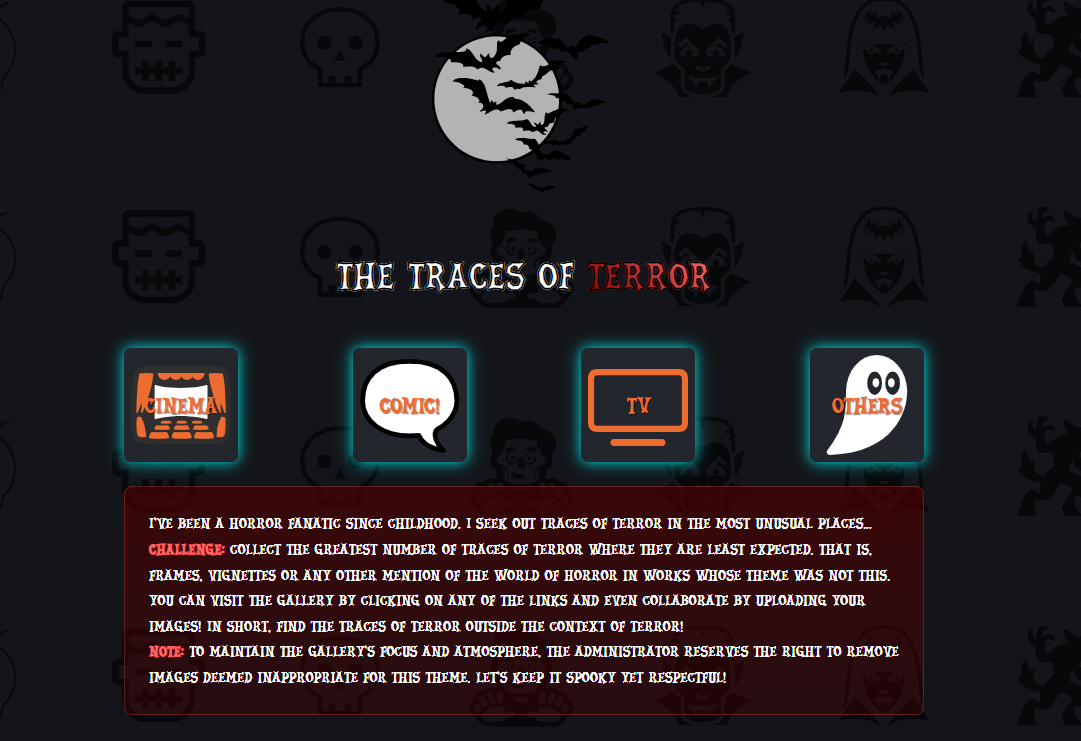 THE TRACES OF TERROR
CINEMA
COMIC!
TV
OTHERS
I'VE BEEN A HORROR FANATIC SINCE CHILDHOOD. I SEEK OUT TRACES OF TERROR IN THE MOST UNUSUAL PLACES...
CHALLENGE: COLLECT THE GREATEST NUMBER OF TRACES OF TERROR WHERE THEY ARE LEAST EXPECTED. THAT IS,
FRAMES, VIGNETTES OR ANY OTHER MENTION OF THE WORLD OF HORROR IN WORKS WHOSE THEME WAS NOT THIS.
YOU CAN VISIT THE GALLERY BY CLICKING ON ANY OF THE LINKS AND EVEN COLLABORATE BY UPLOADING YOUR
IMAGES! IN SHORT, FIND THE TRACES OF TERROR OUTSIDE THE CONTEXT OF TERROR!
NOTE: TO MAINTAIN THE GALLERY'S FOCUS AND ATMOSPHERE, THE ADMINISTRATOR RESERVES THE RIGHT TO REMOVE
IMAGES DEEMED INAPPROPRIATE FOR THIS THEME. LET'S KEEP IT SPOOKY YET RESPECTFUL!